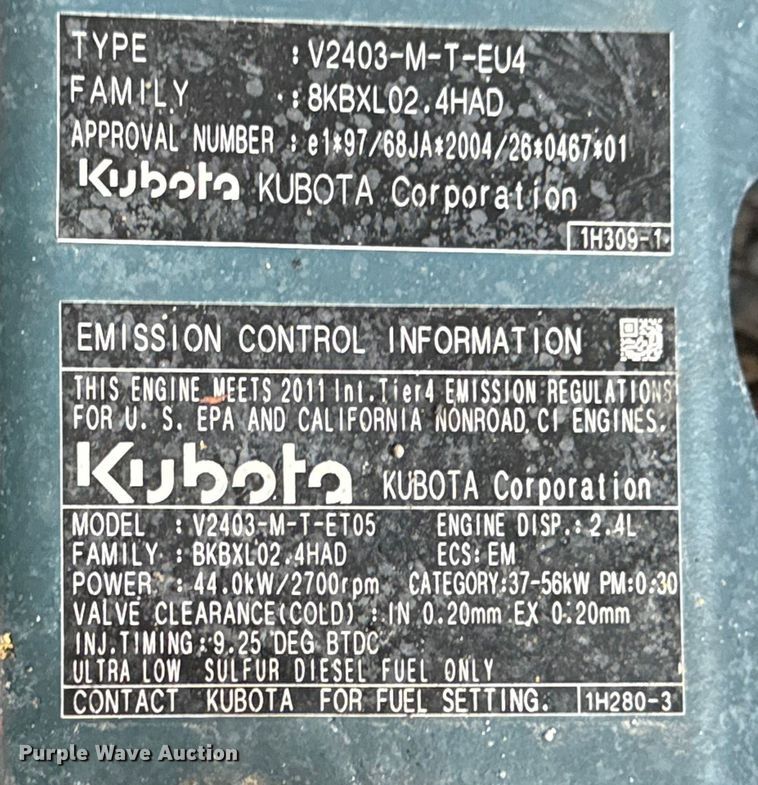 TYPE : V2403-M-T-EU4
FAMILY : 8KBXL02.4HAD
APPROVAL NUMBER : e1*97/68JA*2004/26*0467*01
Kubota KUBOTA Corporation
1H309-1
EMISSION CONTROL INFORMATION
THIS ENGINE MEETS 2011 Int.Tier4 EMISSION REGULATIONS
FOR U. S. EPA AND CALIFORNIA NONROAD CI ENGINES.
Kubota KUBOTA Corporation
MODEL : V2403-M-T-ET05 ENGINE DISP.: 2.4L
FAMILY : BKBXL02.4HAD ECS: EM
POWER : 44.0kW/2700rpm CATEGORY:37-56kW PM:0.30
VALVE CLEARANCE(COLD) : IN 0.20mm EX 0.20mm
INJ.TIMING:9.25 DEG BTDC
ULTRA LOW SULFUR DIESEL FUEL ONLY
CONTACT KUBOTA FOR FUEL SETTING. 1H280-3
Purple Wave Auction